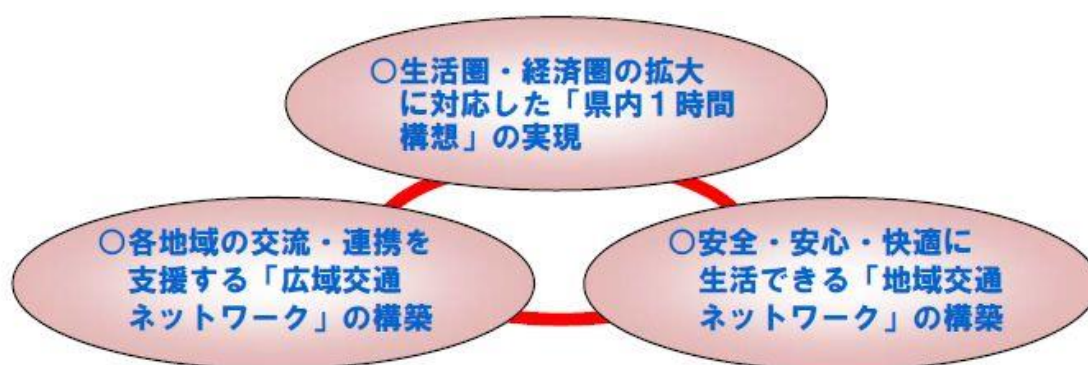 ○生活圏・経済圏の拡大
に対応した「県内１時間
構想」の実現
○各地域の交流・連携を
支援する「広域交通
ネットワーク」の構築
○安全・安心・快適に
生活できる「地域交通
ネットワーク」の構築